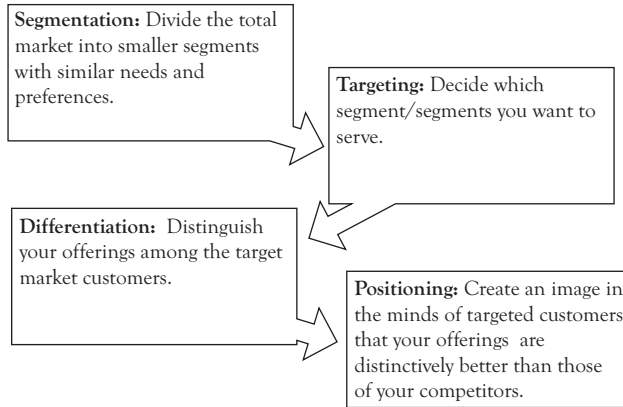 Segmentation: Divide the total
market into smaller segments
with similar needs and
preferences.
Targeting: Decide which
segment/segments you want to
serve.
Differentiation: Distinguish
your offerings among the target
market customers.
Positioning: Create an image in
the minds of targeted customers
that your offerings are
distinctively better than those
of your competitors.